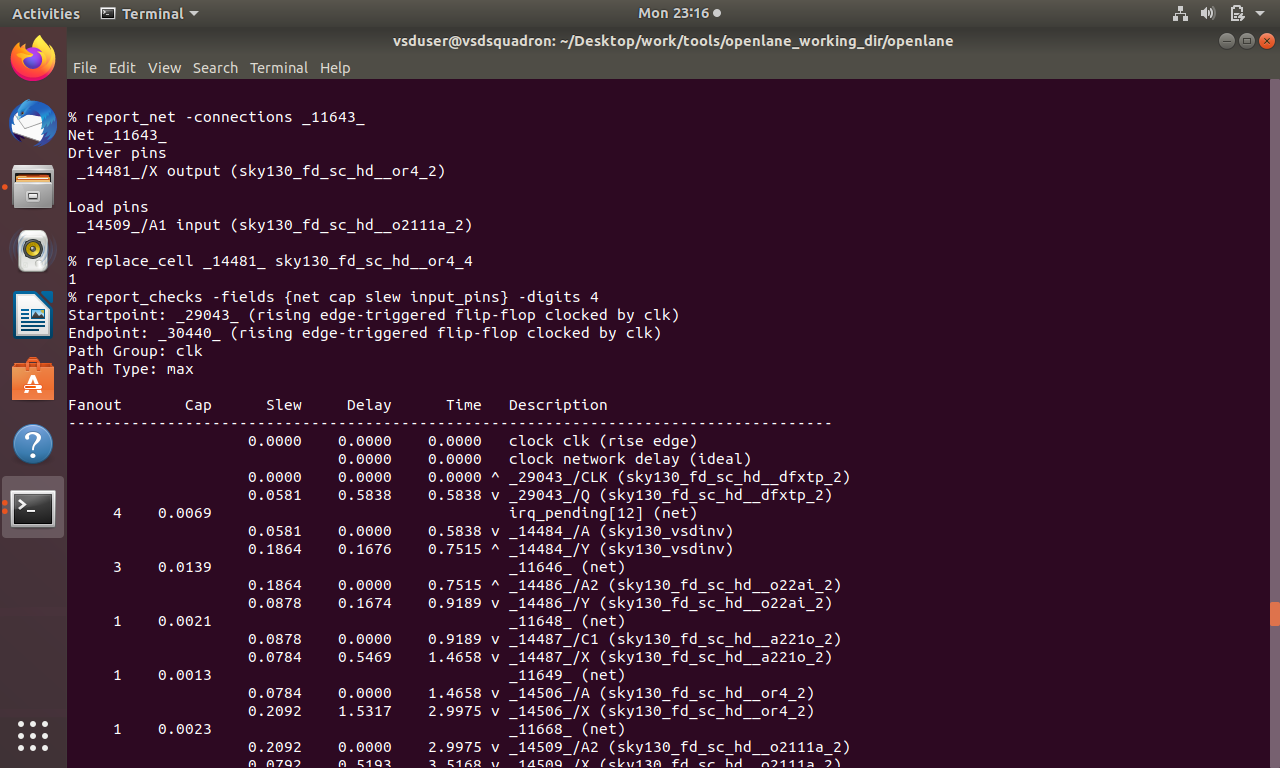 Activities Terminal Mon 23:16
vsduser@vsdsquadron: ~/Desktop/work/tools/openlane_working_dir/openlane
File Edit View Search Terminal Help
% report_net -connections _11643_
Net _11643_
Driver pins
 _14481_/X output (sky130_fd_sc_hd__or4_2)
Load pins
 _14509_/A1 input (sky130_fd_sc_hd__o2111a_2)
% replace_cell _14481_ sky130_fd_sc_hd__or4_4
1
% report_checks -fields {net cap slew input_pins} -digits 4
Startpoint: _29043_ (rising edge-triggered flip-flop clocked by clk)
Endpoint: _30440_ (rising edge-triggered flip-flop clocked by clk)
Path Group: clk
Path Type: max
Fanout       Cap      Slew     Delay      Time   Description
-------------------------------------------------------------------------------------
                    0.0000    0.0000    0.0000   clock clk (rise edge)
                              0.0000    0.0000   clock network delay (ideal)
                    0.0000    0.0000    0.0000 ^ _29043_/CLK (sky130_fd_sc_hd__dfxtp_2)
                    0.0581    0.5838    0.5838 v _29043_/Q (sky130_fd_sc_hd__dfxtp_2)
     4    0.0069                                 irq_pending[12] (net)
                    0.0581    0.0000    0.5838 v _14484_/A (sky130_vsdinv)
                    0.1864    0.1676    0.7515 ^ _14484_/Y (sky130_vsdinv)
     3    0.0139                                 _11646_ (net)
                    0.1864    0.0000    0.7515 ^ _14486_/A2 (sky130_fd_sc_hd__o22ai_2)
                    0.0878    0.1674    0.9189 v _14486_/Y (sky130_fd_sc_hd__o22ai_2)
     1    0.0021                                 _11648_ (net)
                    0.0878    0.0000    0.9189 v _14487_/C1 (sky130_fd_sc_hd__a221o_2)
                    0.0784    0.5469    1.4658 v _14487_/X (sky130_fd_sc_hd__a221o_2)
     1    0.0013                                 _11649_ (net)
                    0.0784    0.0000    1.4658 v _14506_/A (sky130_fd_sc_hd__or4_2)
                    0.2092    1.5317    2.9975 v _14506_/X (sky130_fd_sc_hd__or4_2)
     1    0.0023                                 _11668_ (net)
                    0.2092    0.0000    2.9975 v _14509_/A2 (sky130_fd_sc_hd__o2111a_2)
                    0.0792    0.5193    3.5168 v _14509_/X (sky130_fd_sc_hd__o2111a_2)